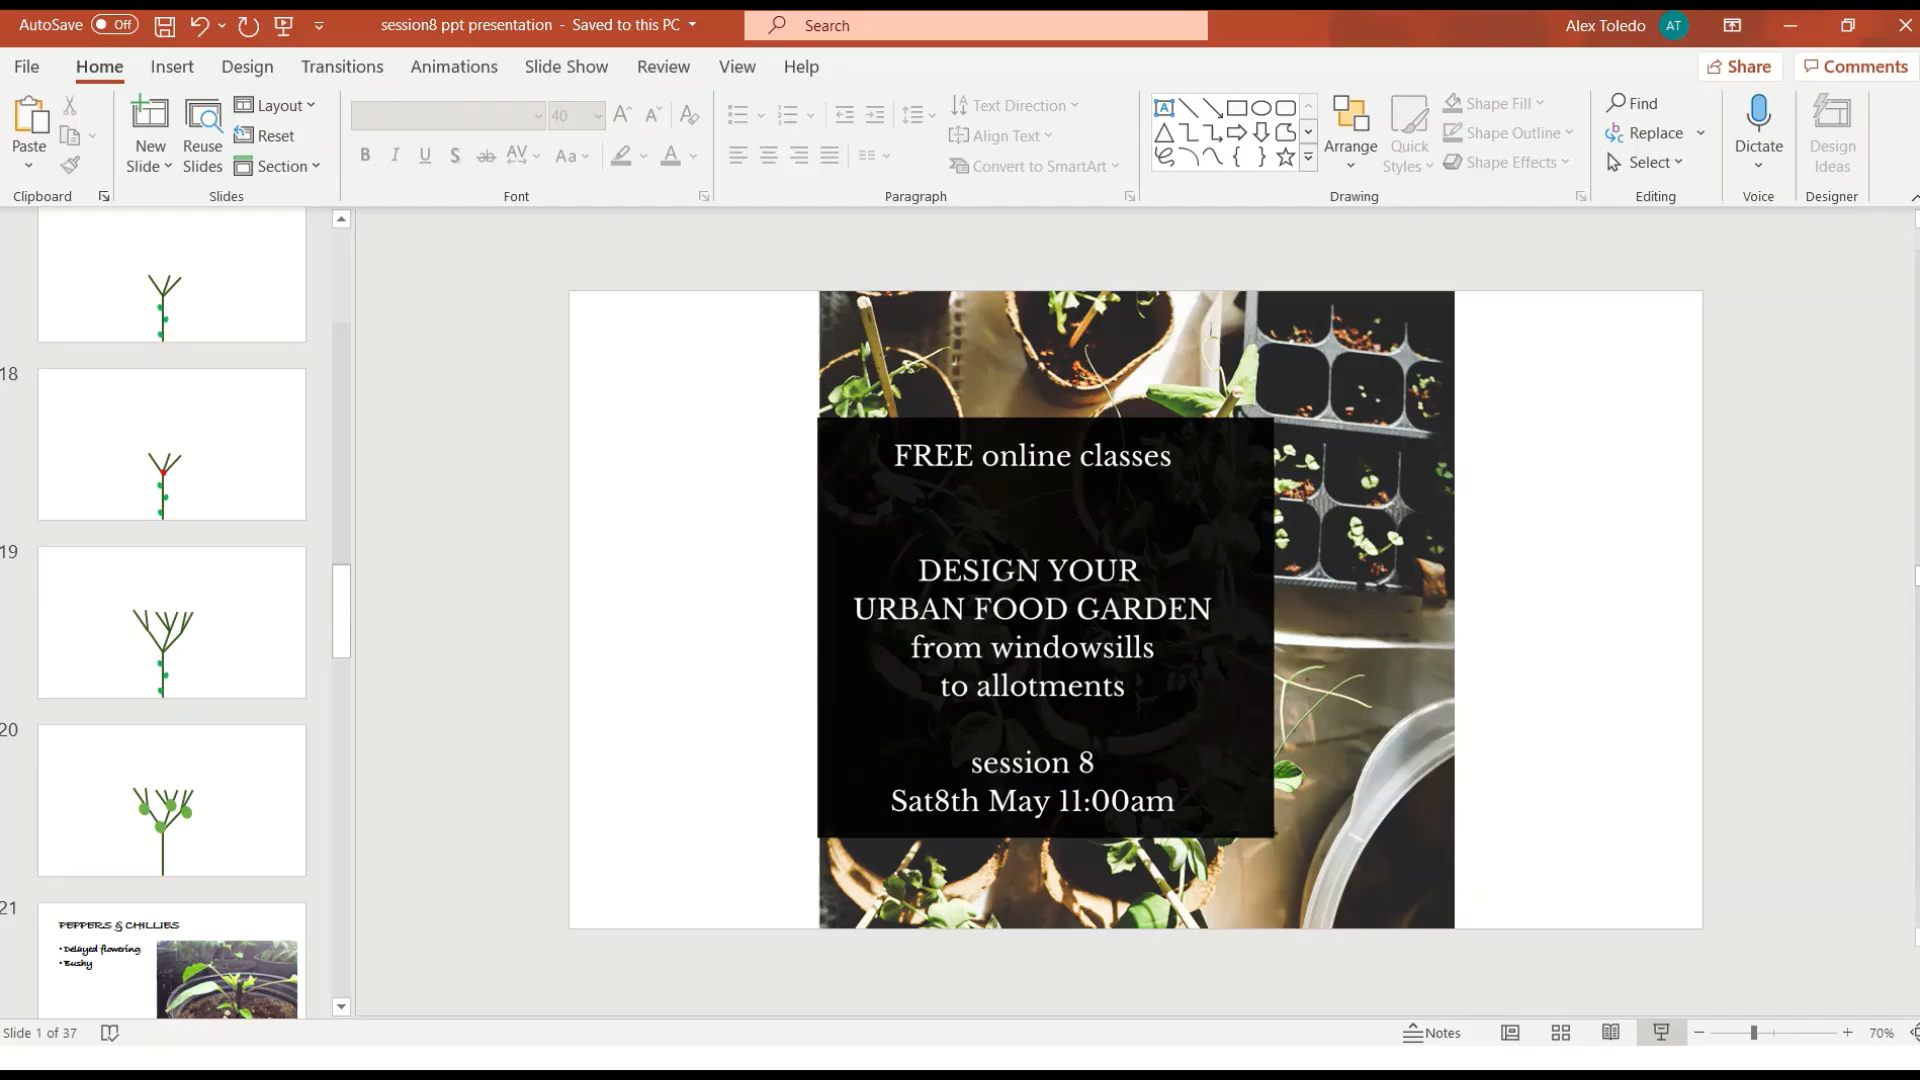 AutoSave Off session8 ppt presentation - Saved to this PC Search Alex Toledo AT
File Home Insert Design Transitions Animations Slide Show Review View Help Share Comments
Paste
Clipboard
New Slide
Reuse Slides
Layout
Reset
Section
Slides
40
B I U S ab AV Aa A
Font
Text Direction
Align Text
Convert to SmartArt
Paragraph
Arrange
Quick Styles
Shape Fill
Shape Outline
Shape Effects
Drawing
Find
Replace
Select
Editing
Dictate
Voice
Design Ideas
Designer
18
19
20
21
PEPPERS & CHILLIES
• Delayed flowering
• Bushy
FREE online classes
DESIGN YOUR
URBAN FOOD GARDEN
from windowsills
to allotments
session 8
Sat8th May 11:00am
Slide 1 of 37 Notes 70%